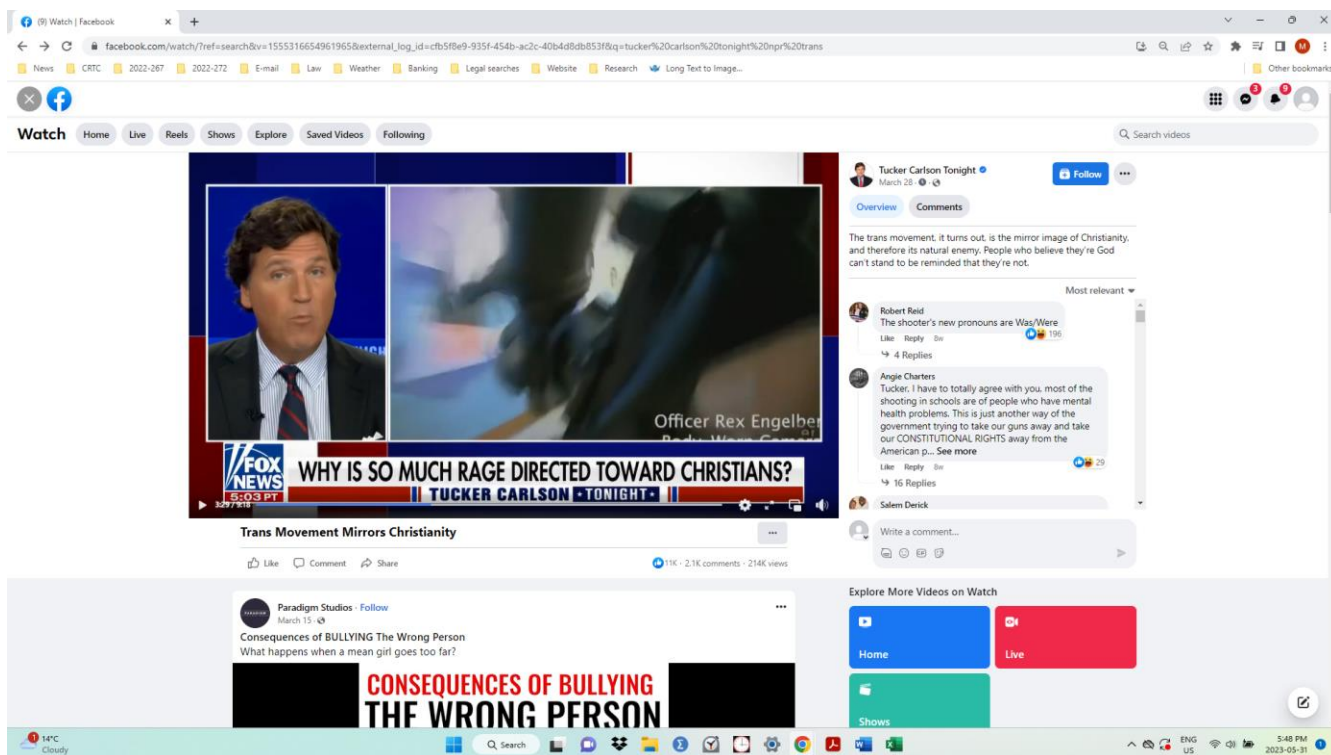 (9) Watch | Facebook
facebook.com/watch/?ref=search&v=1555316654961965&external_log_id=cfb5f8e9-935f-454b-ac2c-40b4d8db853f&q=tucker%20carlson%20tonight%20npr%20trans
News CRTC 2022-267 2022-272 E-mail Law Weather Banking Legal searches Website Research Long Text to Image... Other bookmarks
3 9
Watch Home Live Reels Shows Explore Saved Videos Following Search videos
Officer Rex Engelber
Body-Worn Camera
FOX
NEWS
5:03 PT
WHY IS SO MUCH RAGE DIRECTED TOWARD CHRISTIANS?
TUCKER CARLSON TONIGHT
3:29 / 9:18
Trans Movement Mirrors Christianity
Like Comment Share 11K · 2.1K comments · 214K views
Tucker Carlson Tonight
March 28
Follow
Overview Comments
The trans movement, it turns out, is the mirror image of Christianity,
and therefore its natural enemy. People who believe they're God
can't stand to be reminded that they're not.
Most relevant
Robert Reid
The shooter's new pronouns are Was/Were
Like Reply 8w 196
4 Replies
Angie Charters
Tucker, I have to totally agree with you, most of the
shooting in schools are of people who have mental
health problems. This is just another way of the
government trying to take our guns away and take
our CONSTITUTIONAL RIGHTS away from the
American p... See more
Like Reply 8w 29
16 Replies
Salem Derick
Write a comment...
GIF
Paradigm Studios · Follow
March 15
Consequences of BULLYING The Wrong Person
What happens when a mean girl goes too far?
CONSEQUENCES OF BULLYING
THE WRONG PERSON
Explore More Videos on Watch
Home
Live
Shows
1
14°C
Cloudy
Search
ENG
US
5:48 PM
2023-05-31